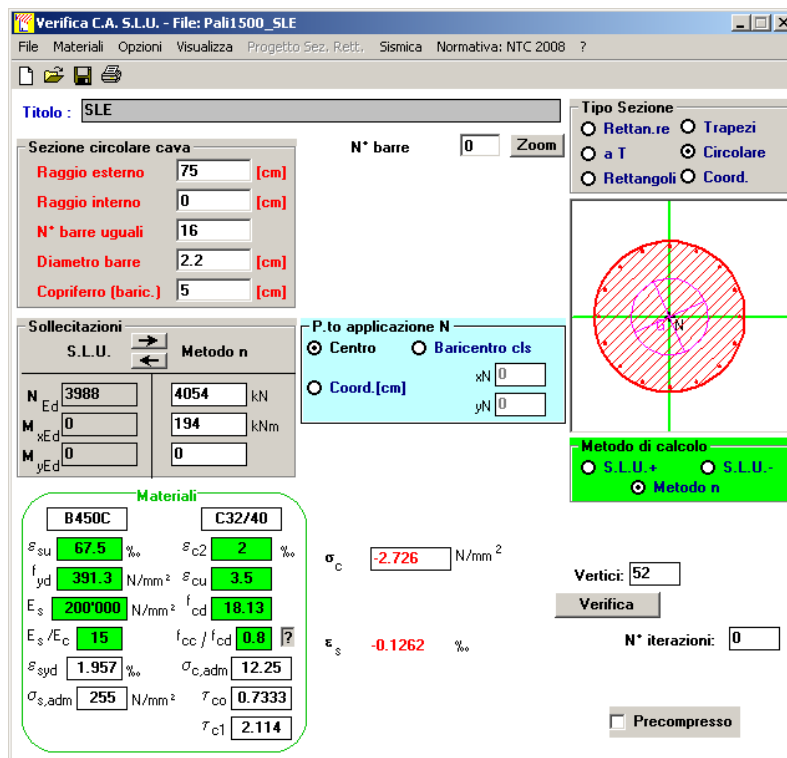 Verifica C.A. S.L.U. - File: Pali1500_SLE
File Materiali Opzioni Visualizza Progetto Sez. Rett. Sismica Normativa: NTC 2008 ?
Titolo : SLE
Tipo Sezione
Rettan.re Trapezi
a T Circolare
Rettangoli Coord.
N° barre 0 Zoom
Sezione circolare cava
Raggio esterno 75 [cm]
Raggio interno 0 [cm]
N° barre uguali 16
Diametro barre 2.2 [cm]
Copriferro (baric.) 5 [cm]
G N
Sollecitazioni
S.L.U. Metodo n
N Ed 3988 4054 kN
M xEd 0 194 kNm
M yEd 0 0
P.to applicazione N
Centro Baricentro cls
Coord.[cm] xN 0
yN 0
Metodo di calcolo
S.L.U.+ S.L.U.-
Metodo n
Materiali
B450C C32/40
εsu 67.5 ‰ εc2 2 ‰
fyd 391.3 N/mm² εcu 3.5
Es 200'000 N/mm² fcd 18.13
Es/Ec 15 fcc / fcd 0.8 ?
εsyd 1.957 ‰ σc,adm 12.25
σs,adm 255 N/mm² τco 0.7333
τc1 2.114
σc -2.726 N/mm²
εs -0.1262 ‰
Vertici: 52
Verifica
N° iterazioni: 0
Precompresso